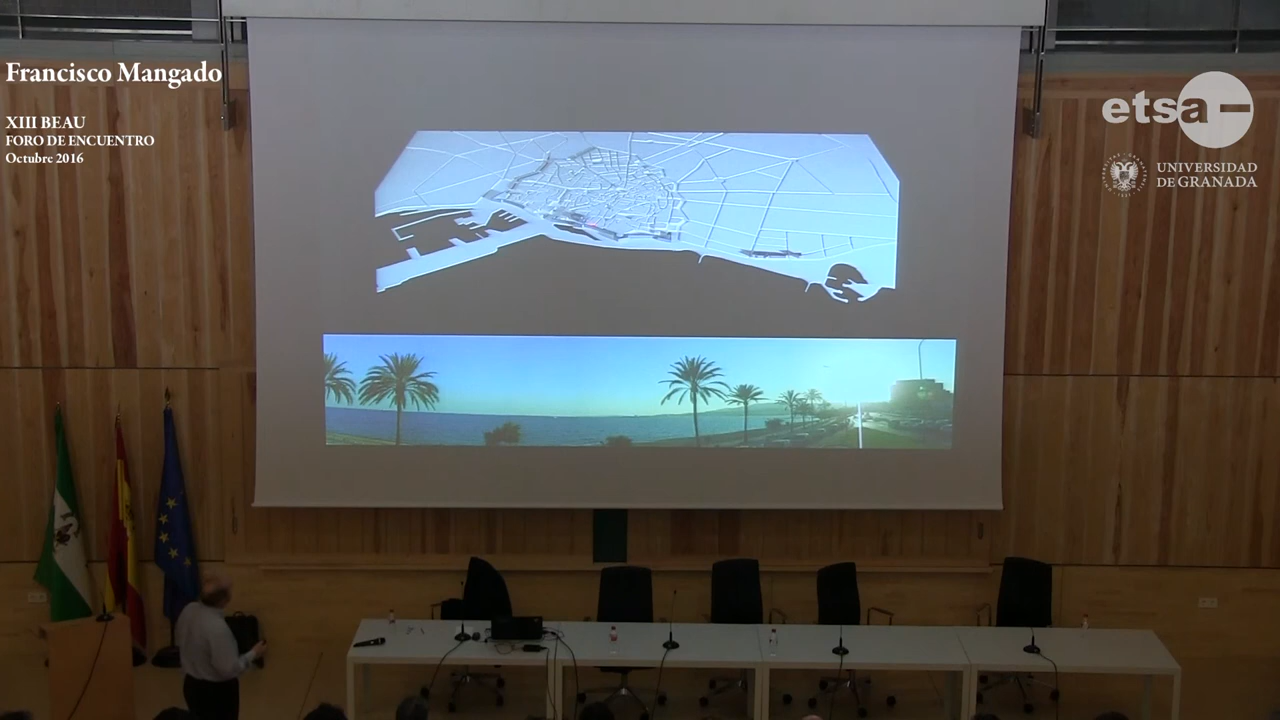 Francisco Mangado
XIII BEAU
FORO DE ENCUENTRO
Octubre 2016
etsa
UNIVERSIDAD
DE GRANADA